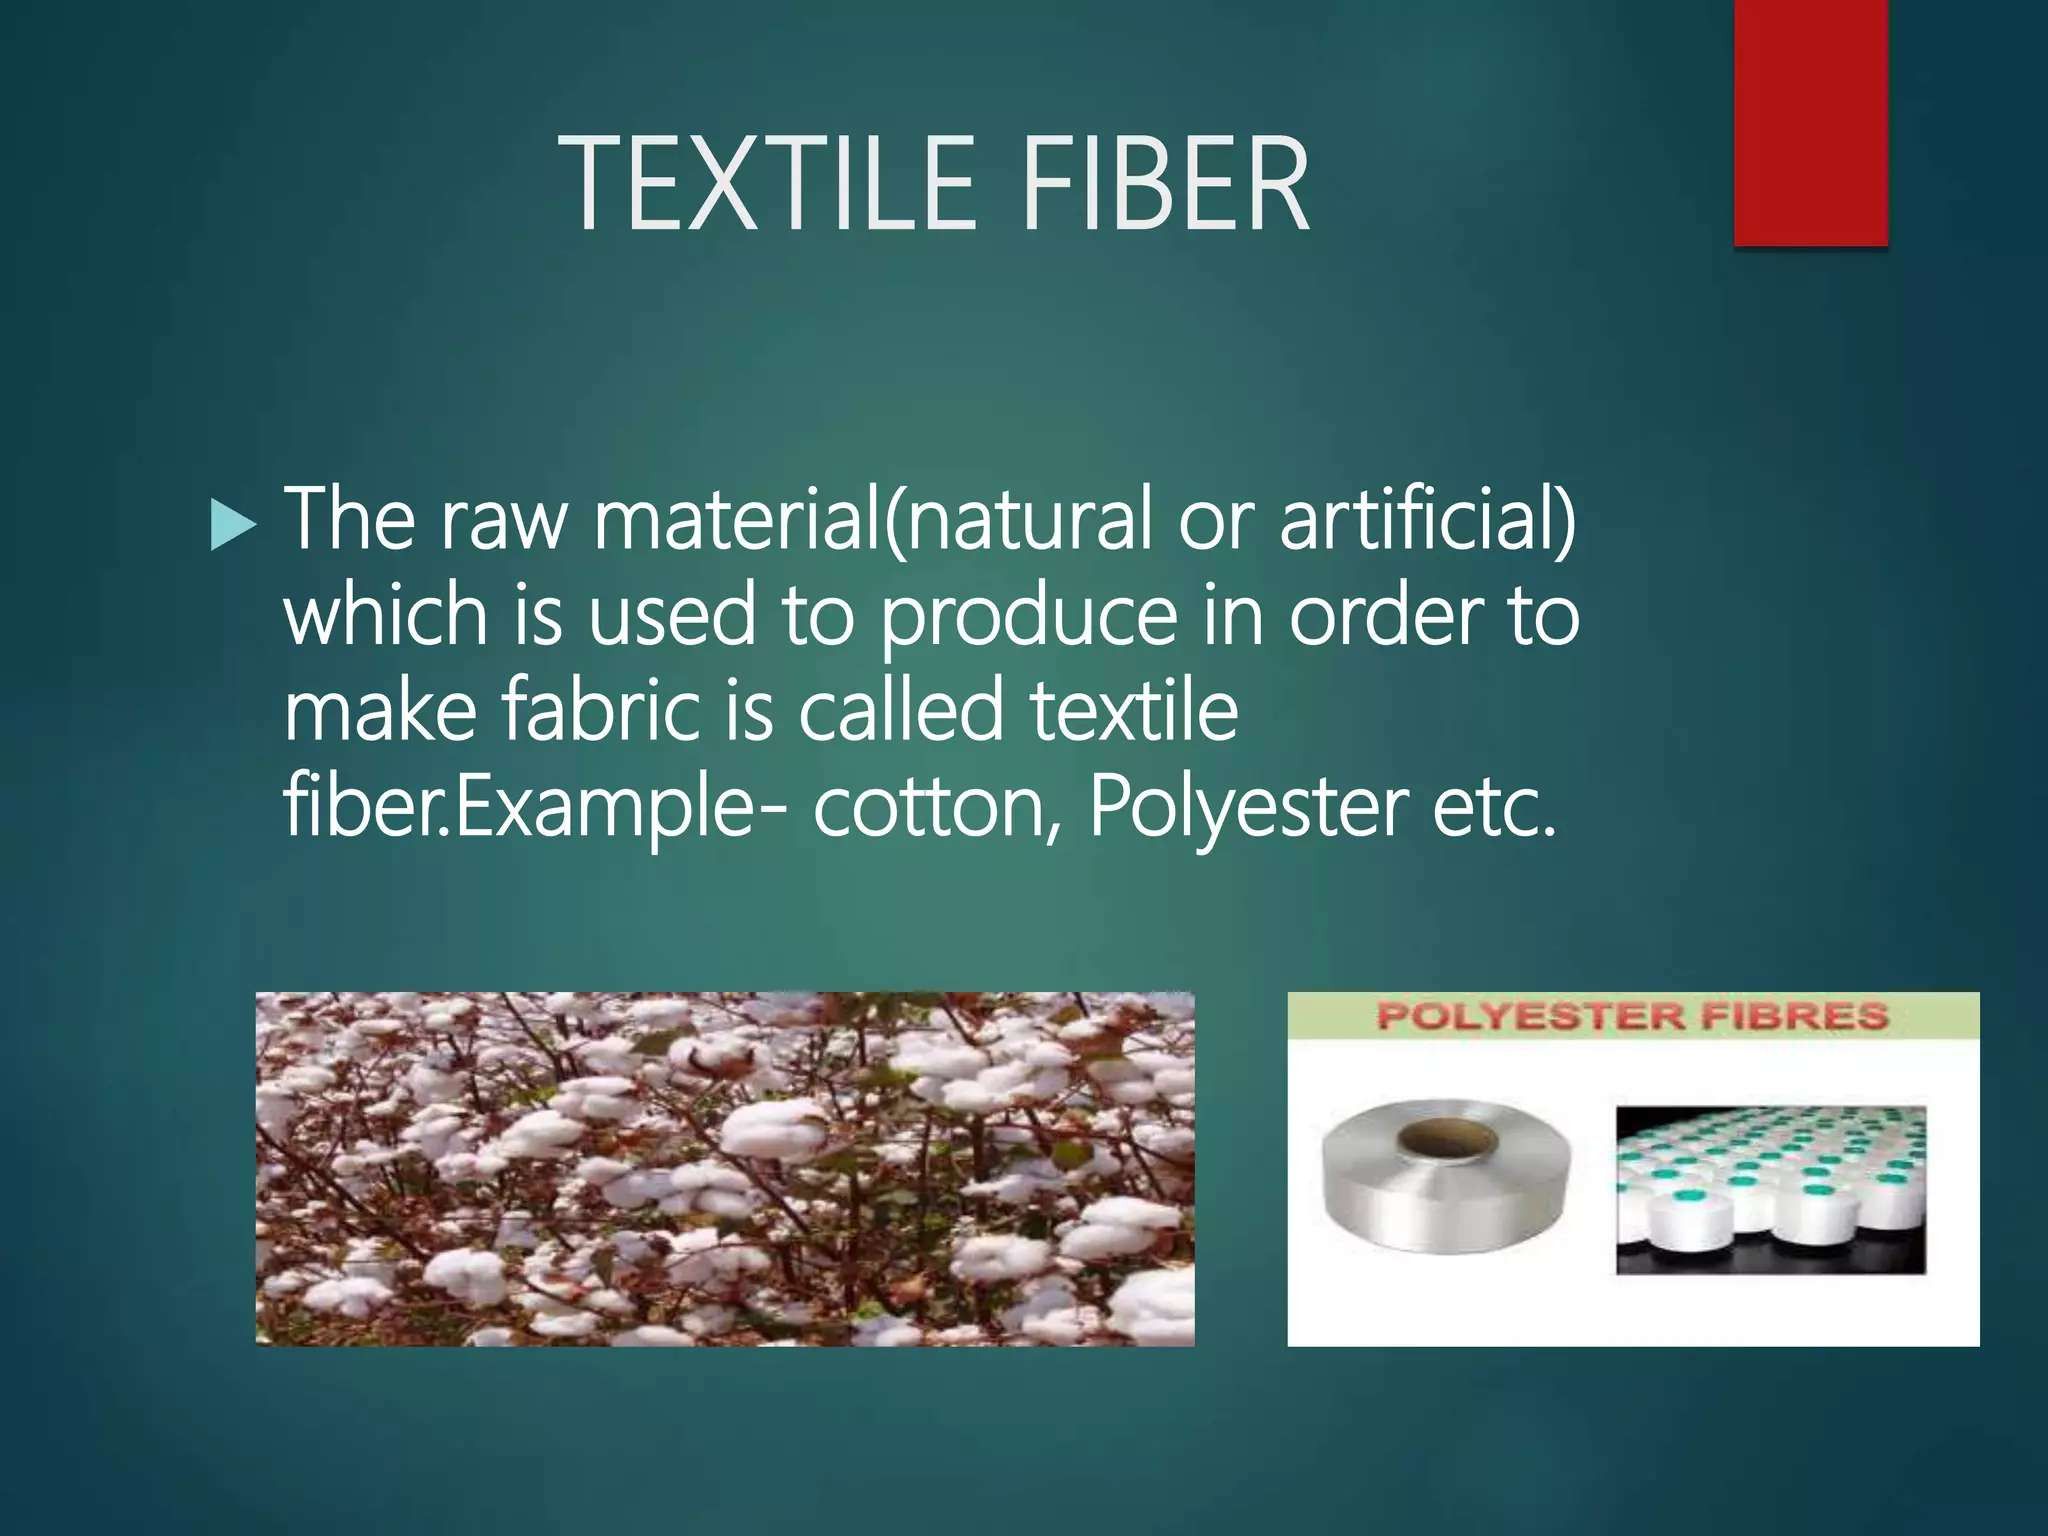 TEXTILE FIBER
The raw material(natural or artificial)
which is used to produce in order to
make fabric is called textile
fiber.Example- cotton, Polyester etc.
POLYESTER FIBRES